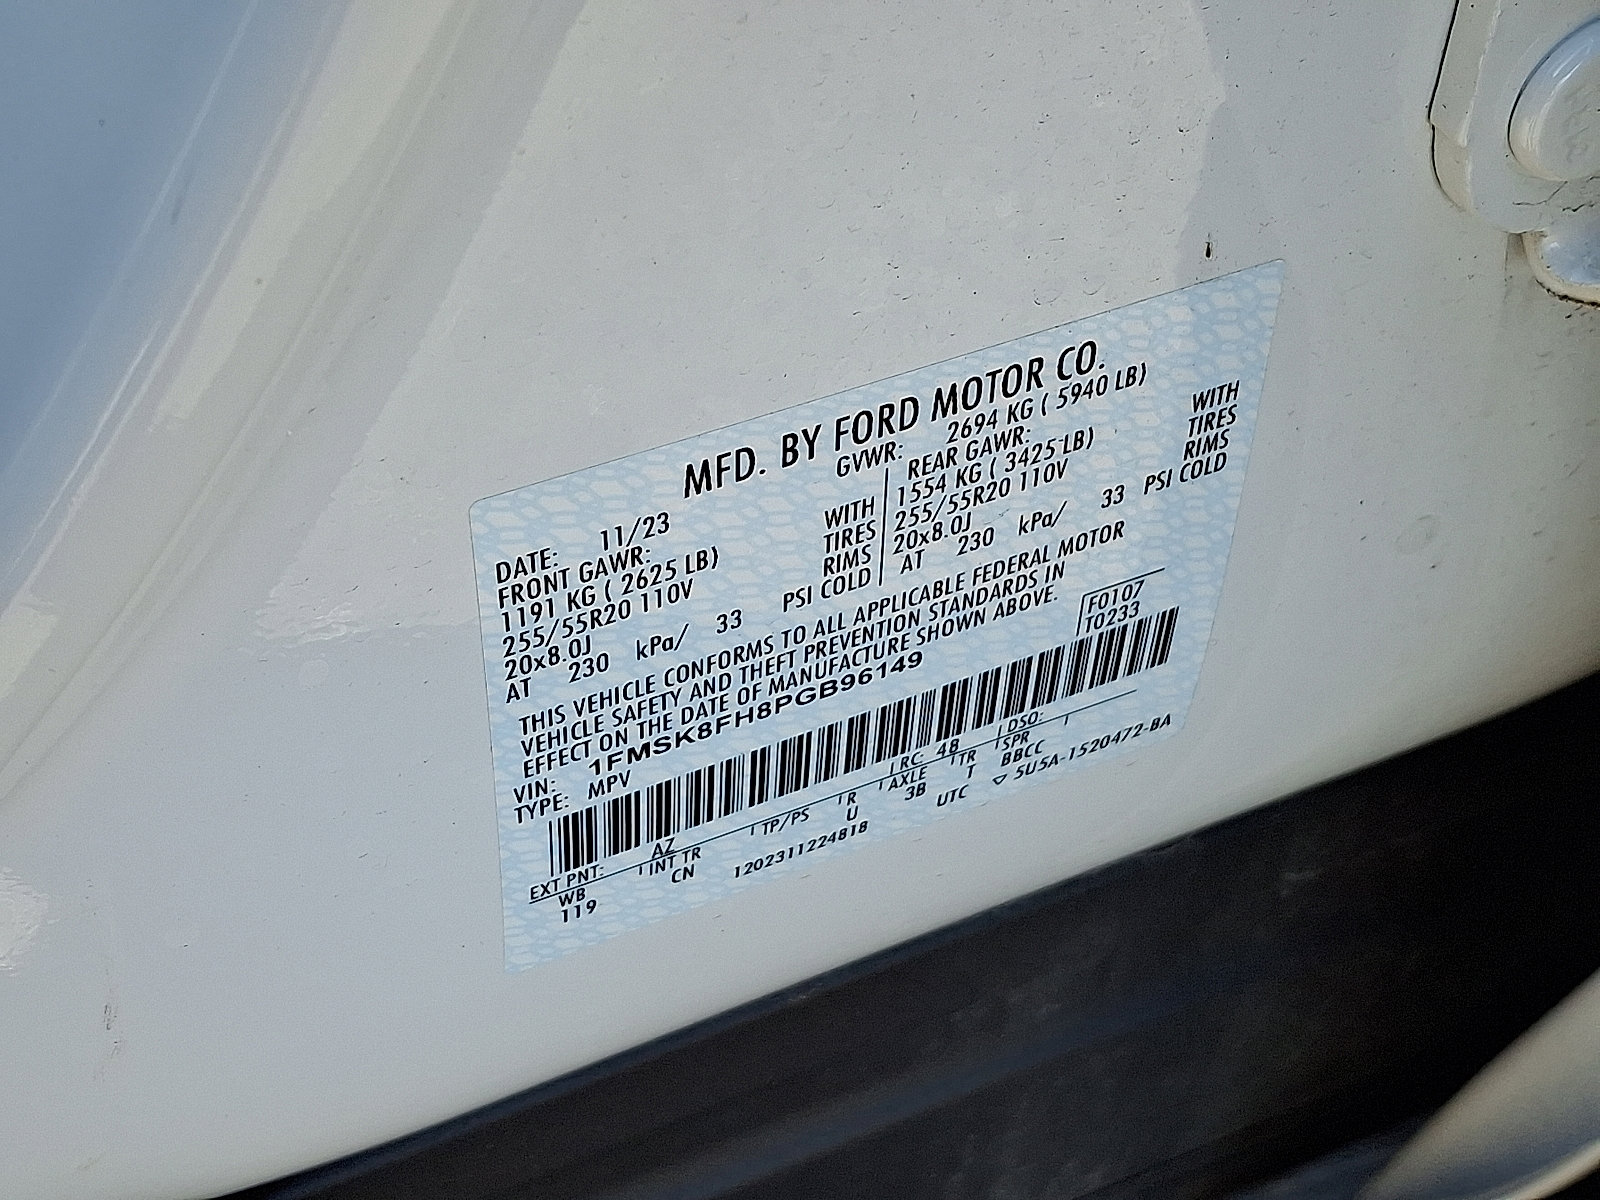 MFD. BY FORD MOTOR CO.
DATE: 11/23 GVWR: 2694 KG ( 5940 LB)
FRONT GAWR: REAR GAWR:
1191 KG ( 2625 LB) WITH 1554 KG ( 3425 LB) WITH
255/55R20 110V TIRES 255/55R20 110V TIRES
20x8.0J RIMS 20x8.0J RIMS
AT 230 kPa/ 33 PSI COLD AT 230 kPa/ 33 PSI COLD
THIS VEHICLE CONFORMS TO ALL APPLICABLE FEDERAL MOTOR
VEHICLE SAFETY AND THEFT PREVENTION STANDARDS IN
EFFECT ON THE DATE OF MANUFACTURE SHOWN ABOVE.
VIN: 1FMSK8FH8PGB96149 F0107
TYPE: MPV T0233
EXT PNT: AZ RC: 48 DSO:
WB INT TR TP/PS R AXLE TR SPR
119 CN U 3B T BBCC
1202311224818 UTC ▽ 5U5A-1520472-BA